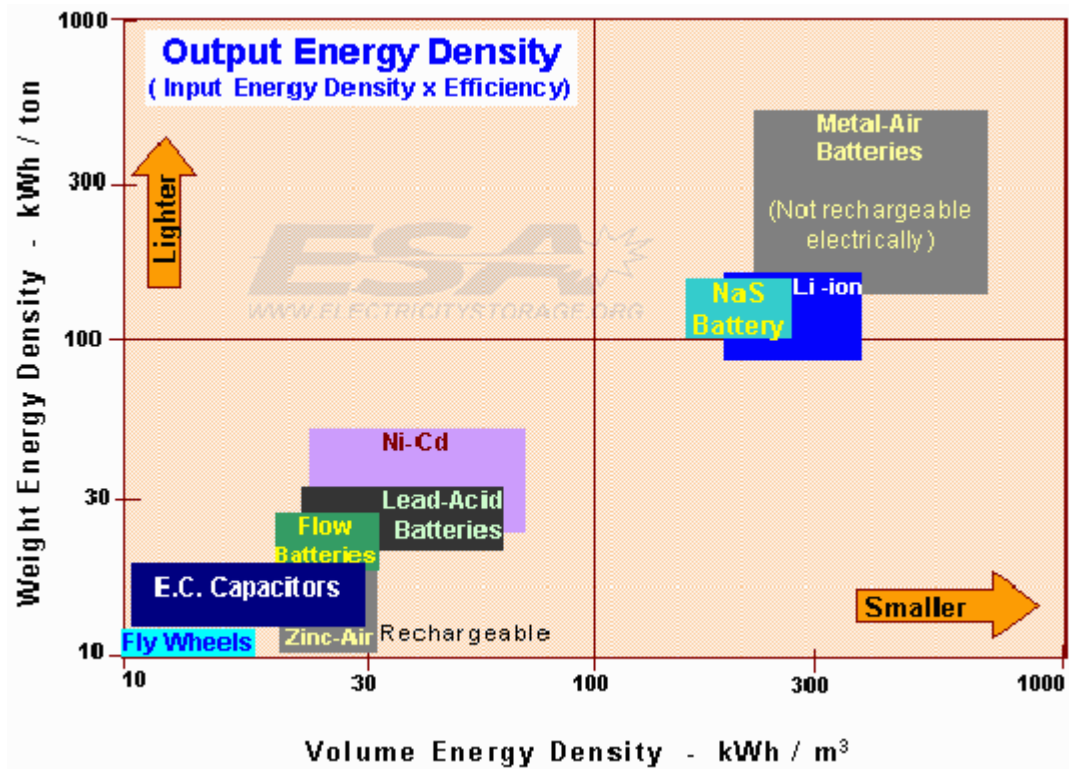 Output Energy Density
( Input Energy Density x Efficiency)
Weight Energy Density - kWh / ton
1000
300
100
30
10
Lighter
ESA
WWW.ELECTRICITYSTORAGE.ORG
Metal-Air
Batteries
(Not rechargeable
electrically)
NaS
Battery
Li -ion
Ni-Cd
Lead-Acid
Batteries
Flow
Batteries
E.C. Capacitors
Fly Wheels
Zinc-Air Rechargeable
Smaller
10
30
100
300
1000
Volume Energy Density - kWh / m³